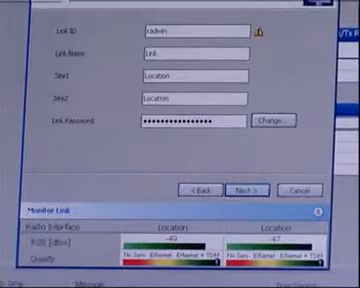 Link ID radwin
Link Name Link
Site1 Location
Site2 Location
Link Password •••••••••••••••• Change...
< Back Next > Cancel
Monitor Link
Radio Interface Location Location
RSS [dBm] -49 -47
Quality No Serv. Ethernet Ethernet + TDM No Serv. Ethernet Ethernet + TDM
Message